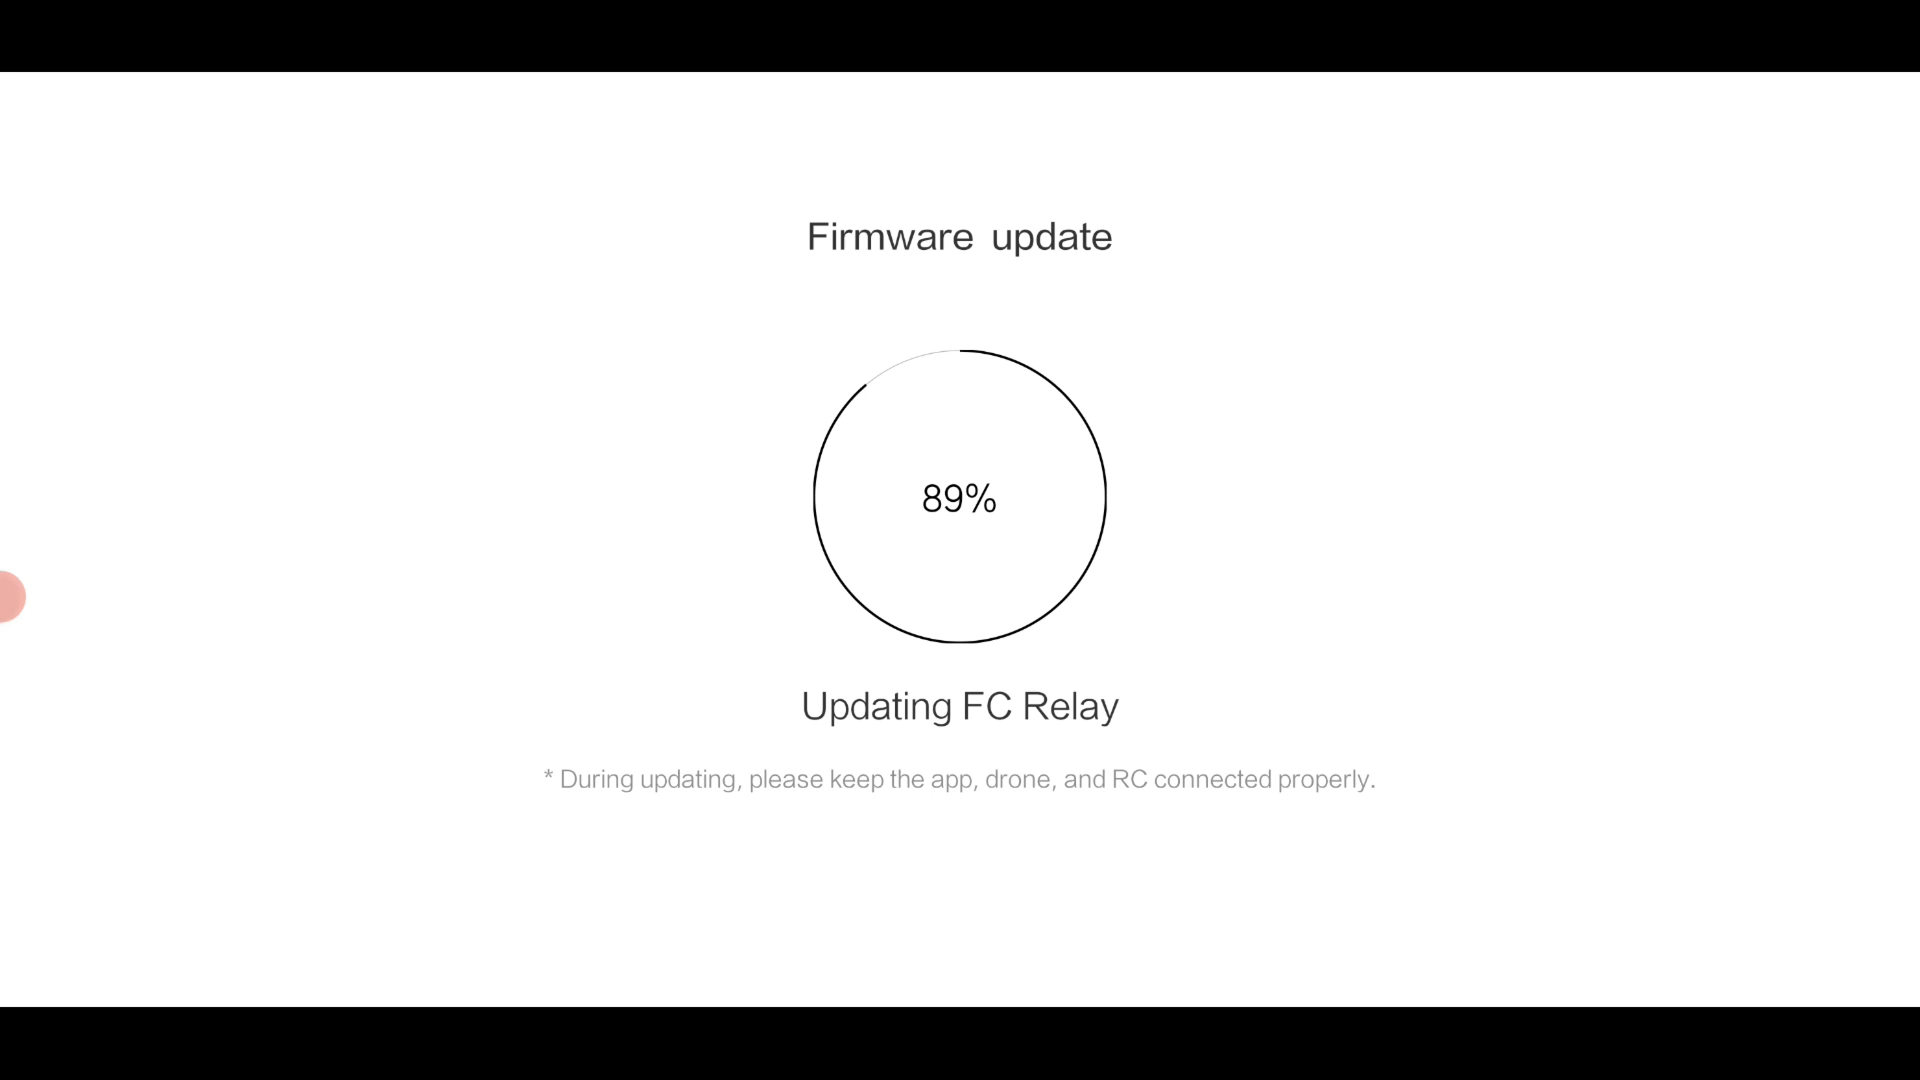 Firmware update
89%
Updating FC Relay
* During updating, please keep the app, drone, and RC connected properly.